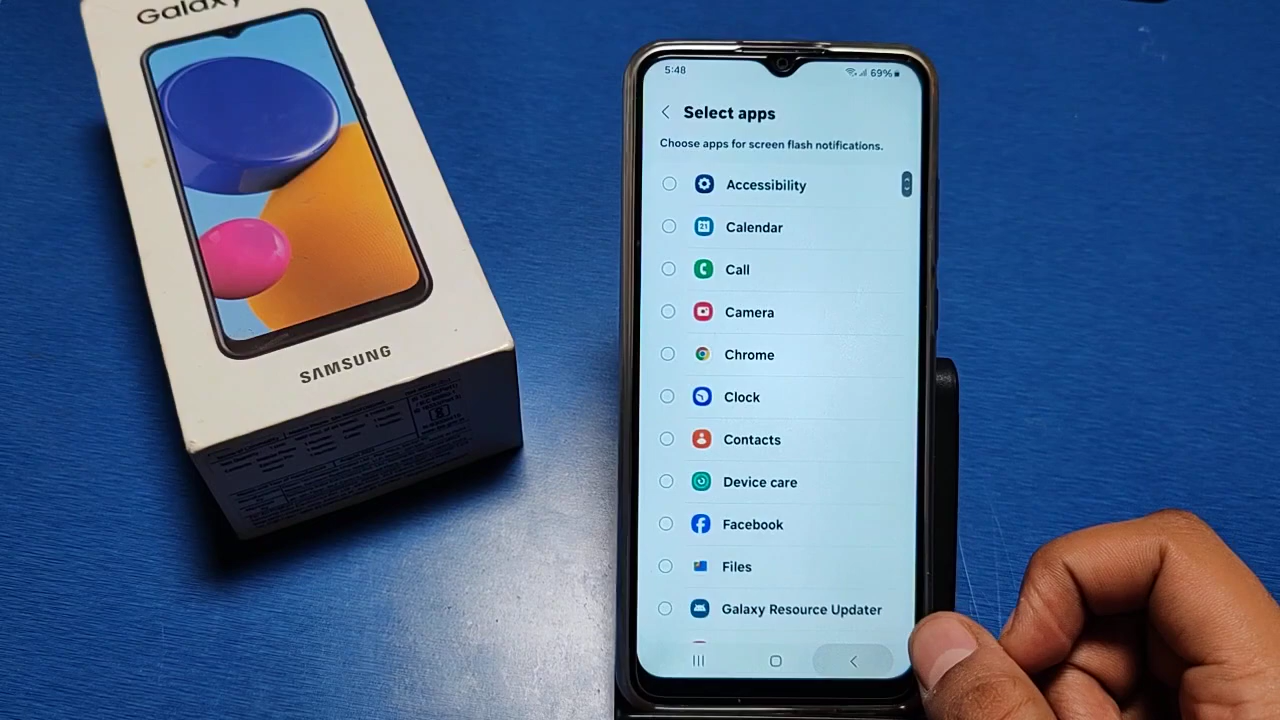 Galaxy
SAMSUNG
5:48
69%
Select apps
Choose apps for screen flash notifications.
Accessibility
21
Calendar
Call
Camera
Chrome
Clock
Contacts
Device care
Facebook
Files
Galaxy Resource Updater